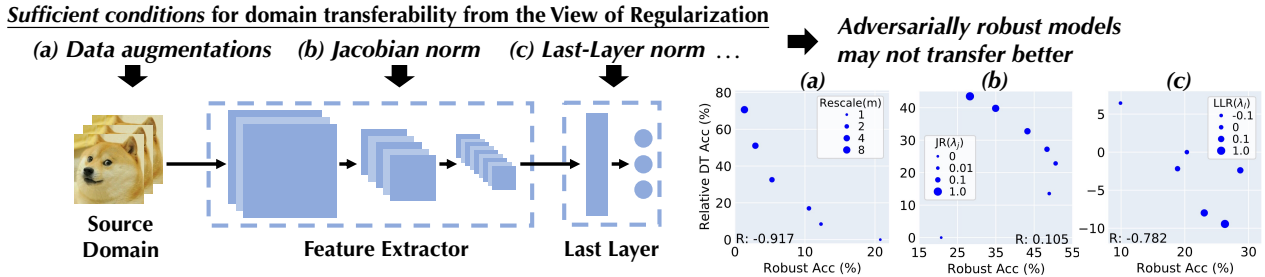 Sufficient conditions for domain transferability from the View of Regularization
(a) Data augmentations
(b) Jacobian norm
(c) Last-Layer norm ...
Adversarially robust models
may not transfer better
Source
Domain
Feature Extractor
Last Layer
(a)
Relative DT Acc (%)
80
60
40
20
0
Rescale(m)
1
2
4
8
R: -0.917
0
10
20
Robust Acc (%)
(b)
40
30
20
10
0
JR(λj)
0
0.01
0.1
1.0
R: 0.105
15
25
35
45
55
Robust Acc (%)
(c)
5
0
−5
−10
LLR(λl)
-0.1
0
0.1
1.0
R: -0.782
10
20
30
Robust Acc (%)